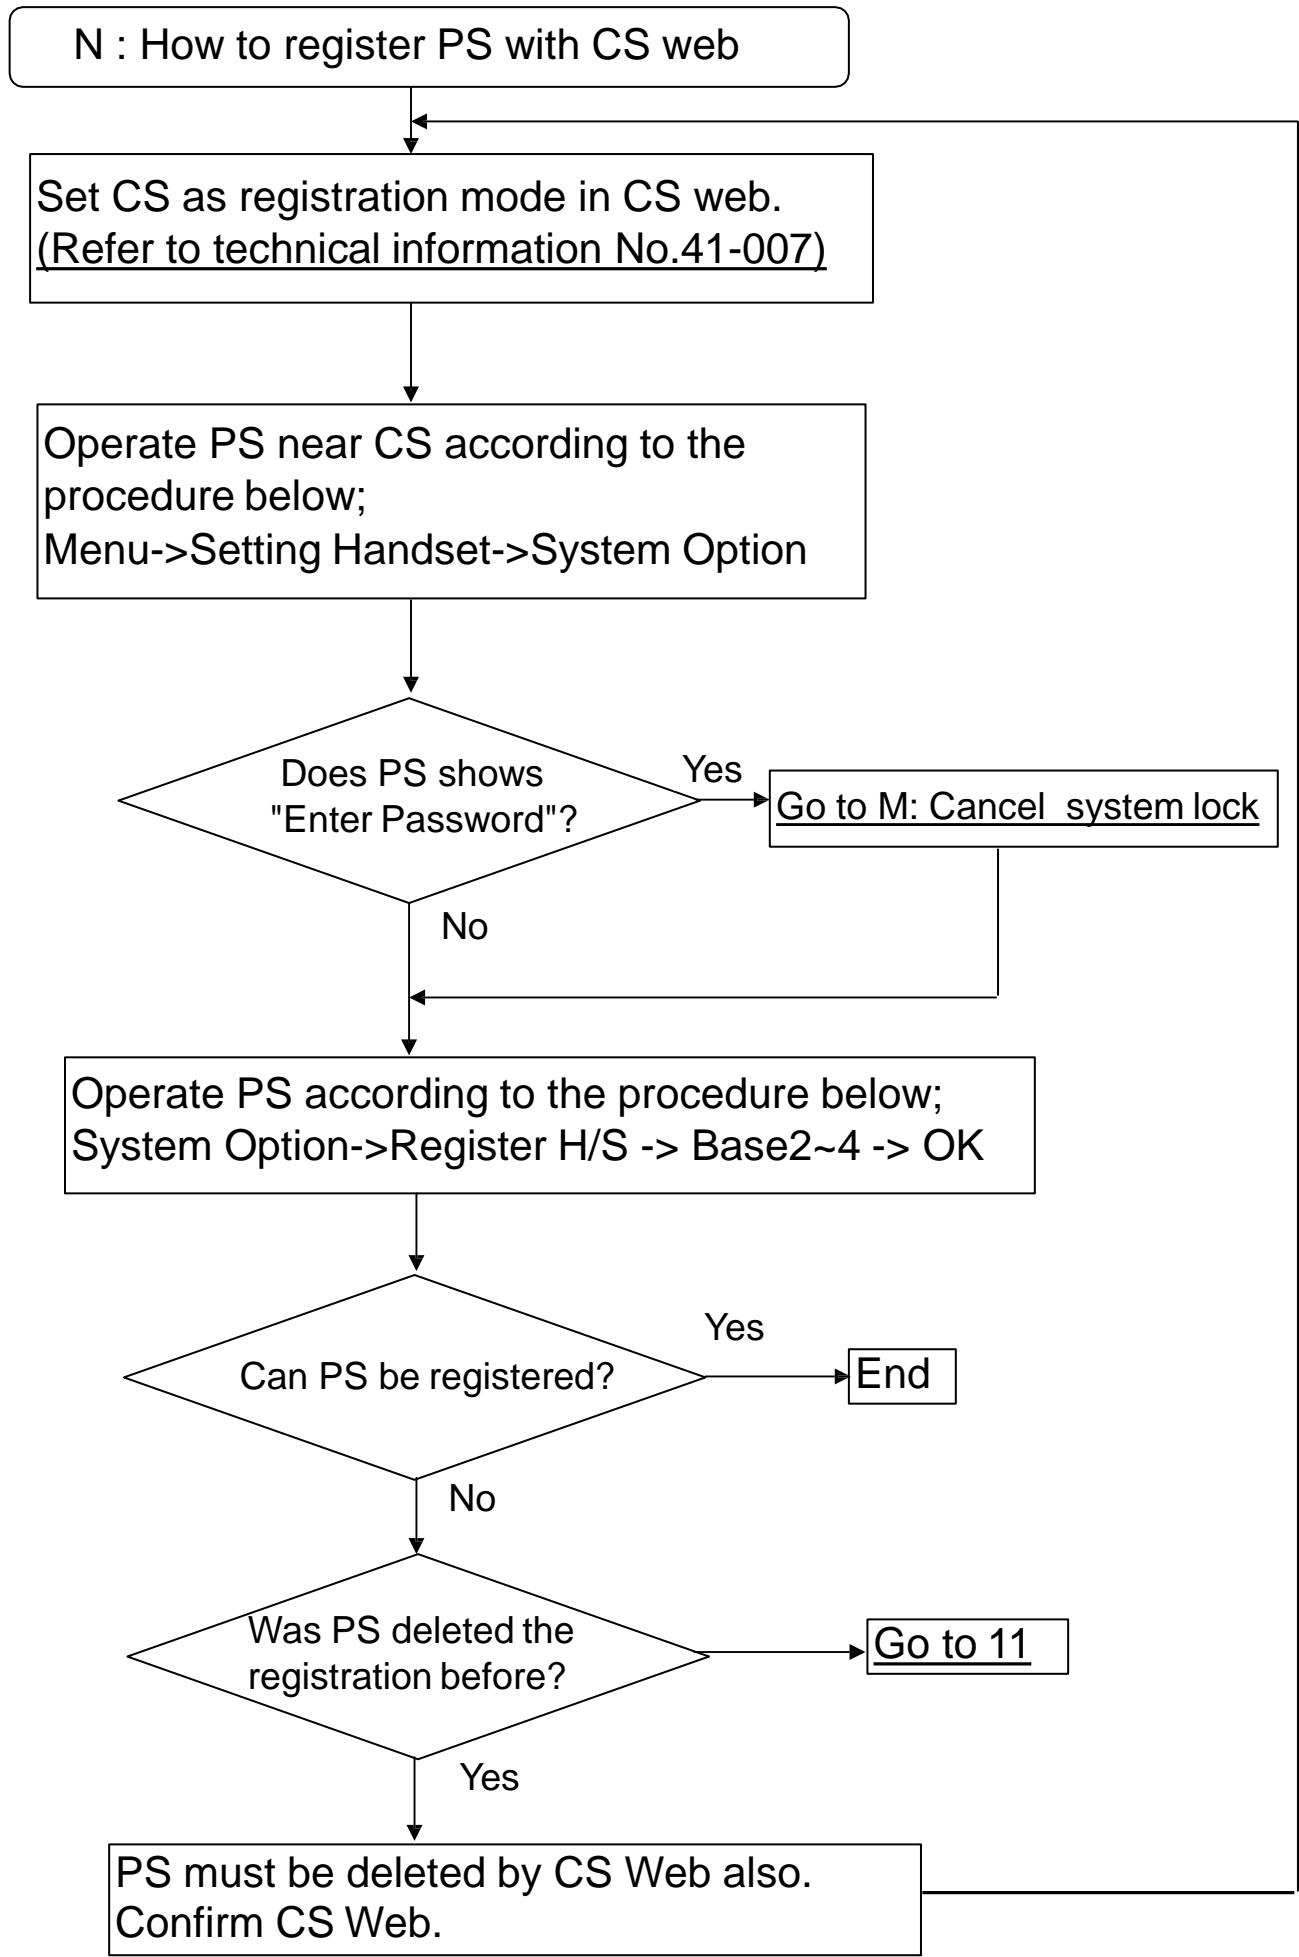 N : How to register PS with CS web
Set CS as registration mode in CS web.
(Refer to technical information No.41-007)
Operate PS near CS according to the
procedure below;
Menu->Setting Handset->System Option
Does PS shows
"Enter Password"?
Yes
Go to M: Cancel  system lock
No
Operate PS according to the procedure below;
System Option->Register H/S -> Base2~4 -> OK
Can PS be registered?
Yes
End
No
Was PS deleted the
registration before?
Go to 11
Yes
PS must be deleted by CS Web also.
Confirm CS Web.